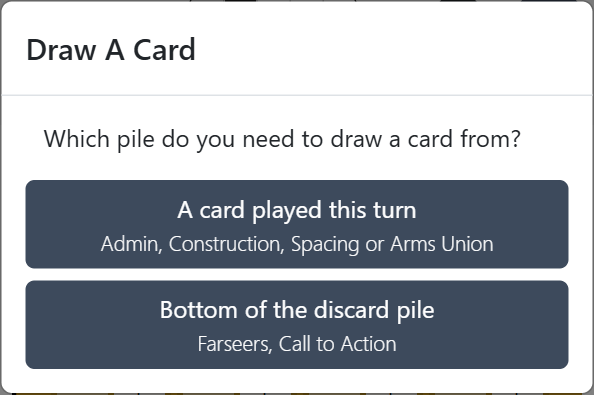 Draw A Card
Which pile do you need to draw a card from?
A card played this turn
Admin, Construction, Spacing or Arms Union
Bottom of the discard pile
Farseers, Call to Action